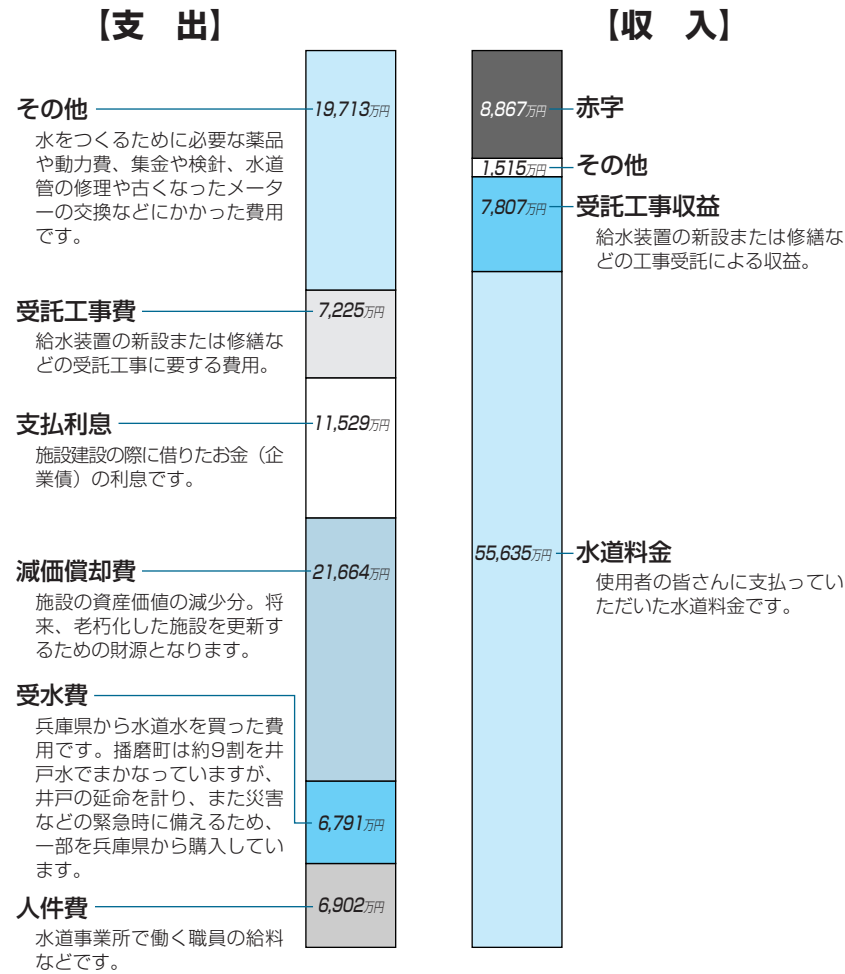 【支 出】
その他
19,713万円
水をつくるために必要な薬品
や動力費、集金や検針、水道
管の修理や古くなったメータ
ーの交換などにかかった費用
です。
受託工事費
7,225万円
給水装置の新設または修繕な
どの受託工事に要する費用。
支払利息
11,529万円
施設建設の際に借りたお金（企
業債）の利息です。
減価償却費
21,664万円
施設の資産価値の減少分。将
来、老朽化した施設を更新す
るための財源となります。
受水費
兵庫県から水道水を買った費
用です。播磨町は約9割を井
戸水でまかなっていますが、
井戸の延命を計り、また災害
などの緊急時に備えるため、
一部を兵庫県から購入してい
ます。
6,791万円
人件費
6,902万円
水道事業所で働く職員の給料
などです。
【収 入】
8,867万円
赤字
1,515万円
その他
7,807万円
受託工事収益
給水装置の新設または修繕な
どの工事受託による収益。
55,635万円
水道料金
使用者の皆さんに支払ってい
ただいた水道料金です。